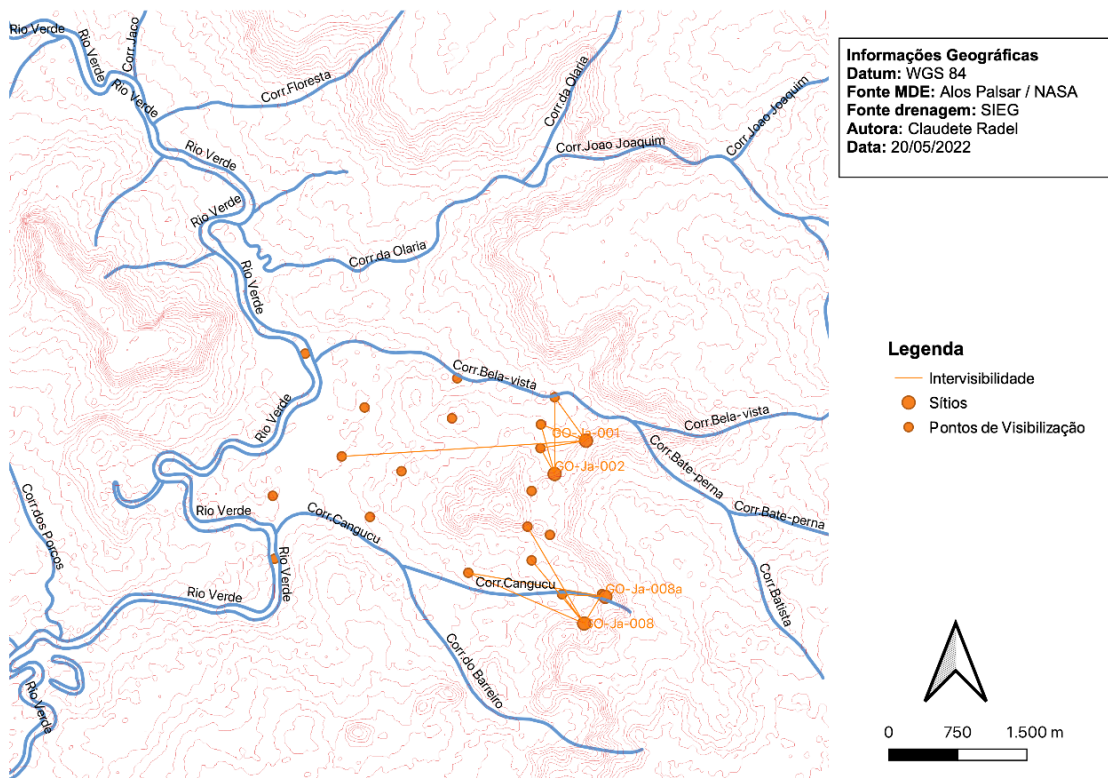 Rio Verde
Rio Verde
Corr.Jaco
Rio Verde
Corr.Floresta
Corr.da Olaria
Corr.Joao Joaquim
Corr.Joao Joaquim
Rio Verde
Rio Verde
Corr.da Olaria
Rio Verde
Corr.Bela-vista
Rio Verde
Corr.Bela-vista
GO-Ja-001
GO-Ja-002
Corr.Bate-perna
Corr.Bate-perna
Corr.dos Porcos
Rio Verde
Corr.Cangucu
Rio Verde
Corr.Cangucu
GO-Ja-008a
Rio Verde
GO-Ja-008
Corr.Batista
Corr.do Barreiro
Rio Verde
Informações Geográficas
Datum: WGS 84
Fonte MDE: Alos Palsar / NASA
Fonte drenagem: SIEG
Autora: Claudete Radel
Data: 20/05/2022
Legenda
Intervisibilidade
Sítios
Pontos de Visibilização
0 750 1.500 m